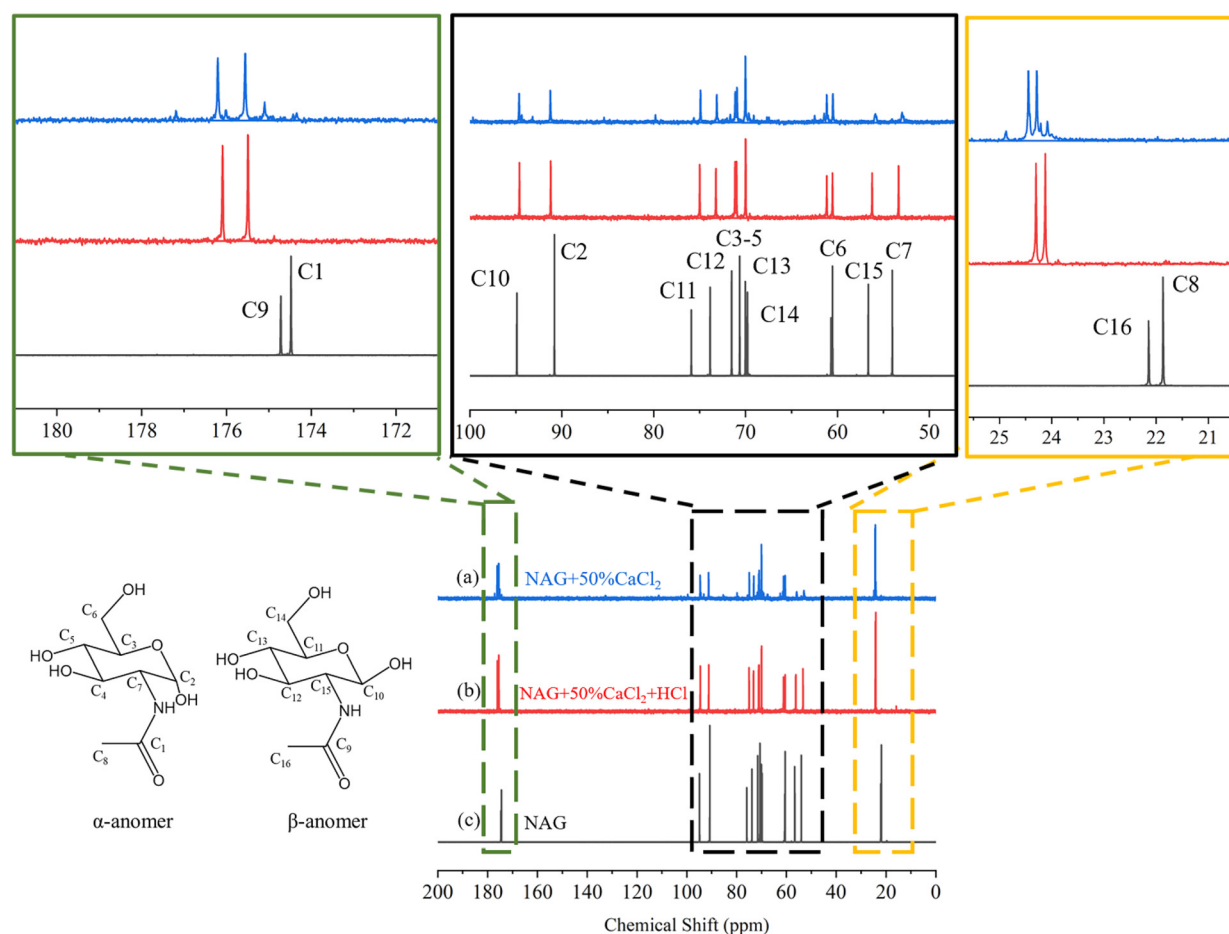 C9
C1
180 178 176 174 172
C10
C2
C11
C12
C3-5
C13
C14
C6
C15
C7
100 90 80 70 60 50
C16
C8
25 24 23 22 21
(a) NAG+50%CaCl₂
(b) NAG+50%CaCl₂+HCl
(c) NAG
200 180 160 140 120 100 80 60 40 20 0
Chemical Shift (ppm)
OH
C₆
C₅
C₃
O
HO
HO
C₄
C₇
C₂
OH
NH
C₈
C₁
O
α-anomer
OH
C₁₄
C₁₃
C₁₁
O
HO
HO
OH
C₁₂
C₁₅
C₁₀
NH
C₁₆
C₉
O
β-anomer